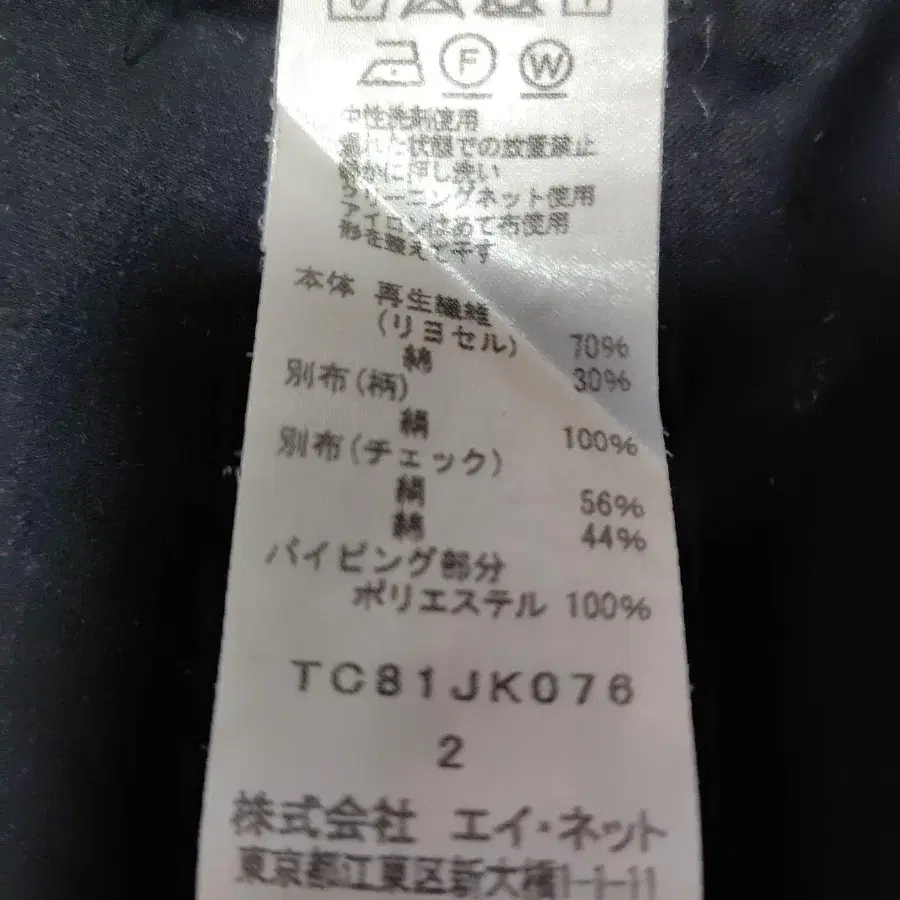 F W
中性洗剤使用
濡れた状態での放置禁止
静かに押し洗い
クリーニングネット使用
アイロンはあて布使用
形を整えて干す
本体 再生繊維
(リヨセル) 70%
綿 30%
別布(柄)
絹 100%
別布(チェック)
絹 56%
綿 44%
パイピング部分
ポリエステル 100%
TC81JK076
2
株式会社 エイ・ネット
東京都江東区新大橋1-1-11